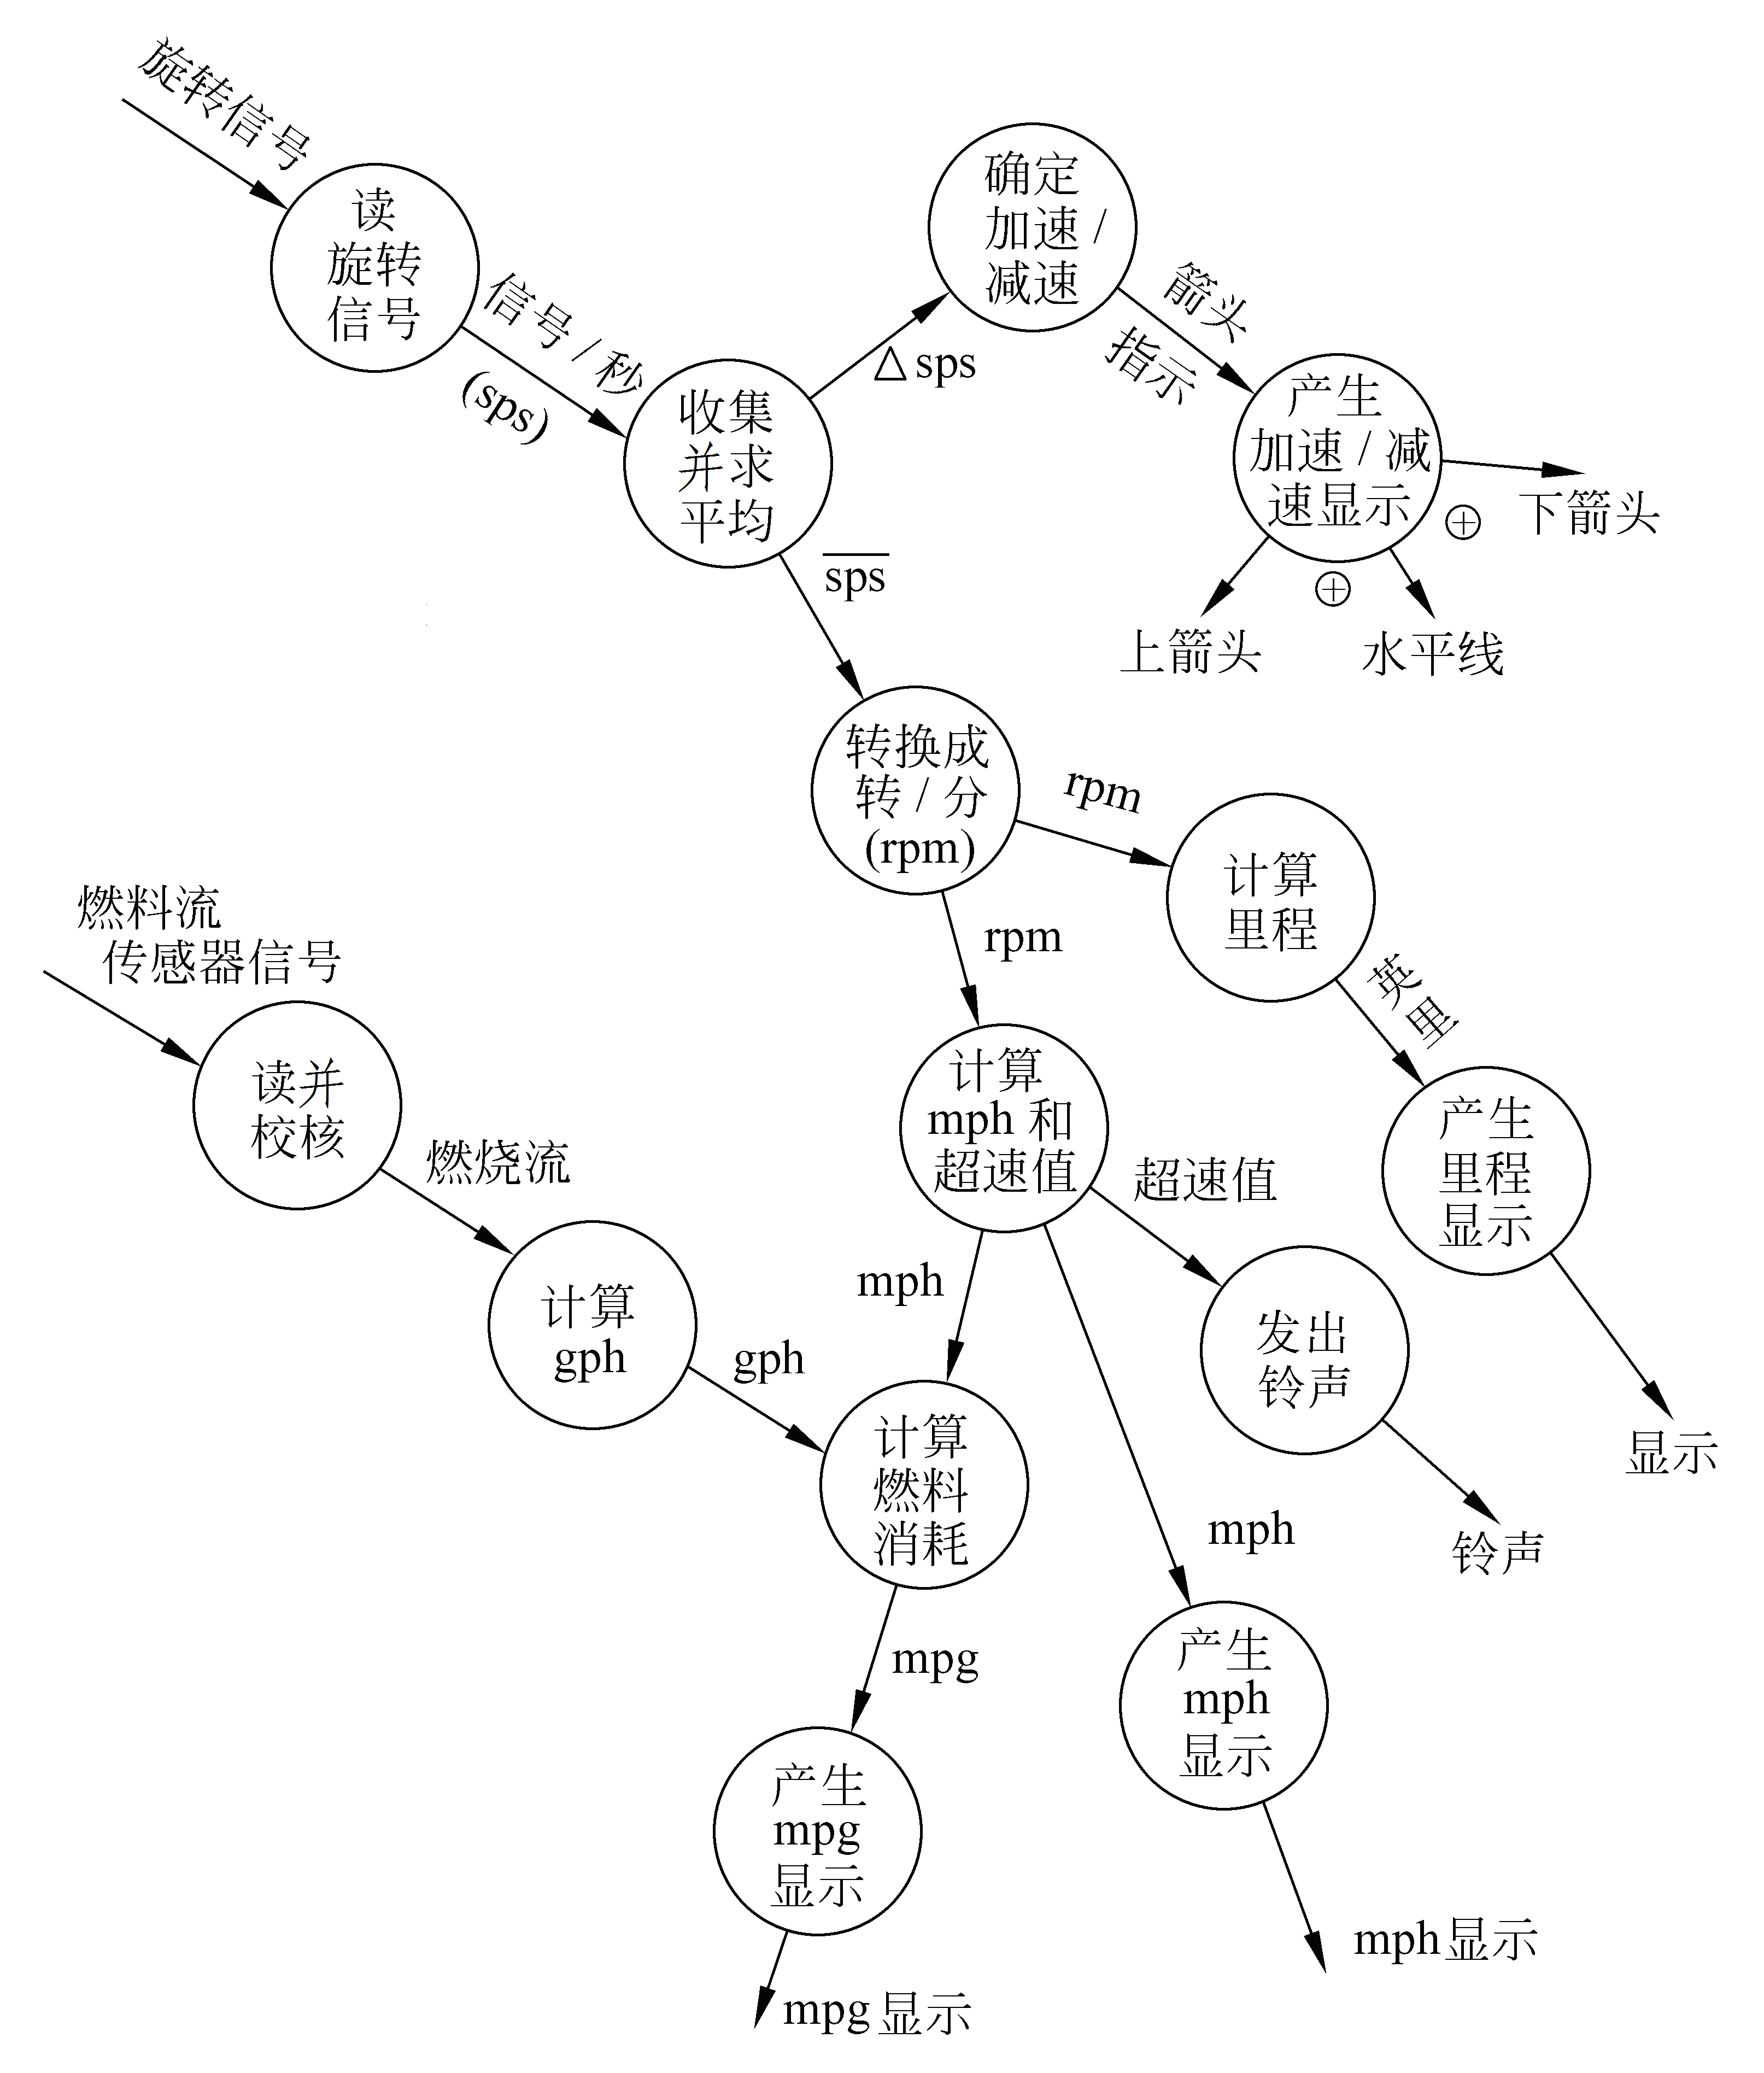 旋转信号
读
旋转
信号
信号/秒
(sps)
收集
并求
平均
△sps
确定
加速/
减速
箭头
指示
产生
加速/减
速显示
⊕
下箭头
⊕
上箭头
水平线
sps
转换成
转/分
(rpm)
rpm
计算
里程
英
里
产生
里程
显示
显示
rpm
计算
mph和
超速值
超速值
发出
铃声
铃声
燃料流
传感器信号
读并
校核
燃烧流
计算
gph
gph
mph
计算
燃料
消耗
mpg
产生
mpg
显示
mpg显示
mph
产生
mph
显示
mph显示